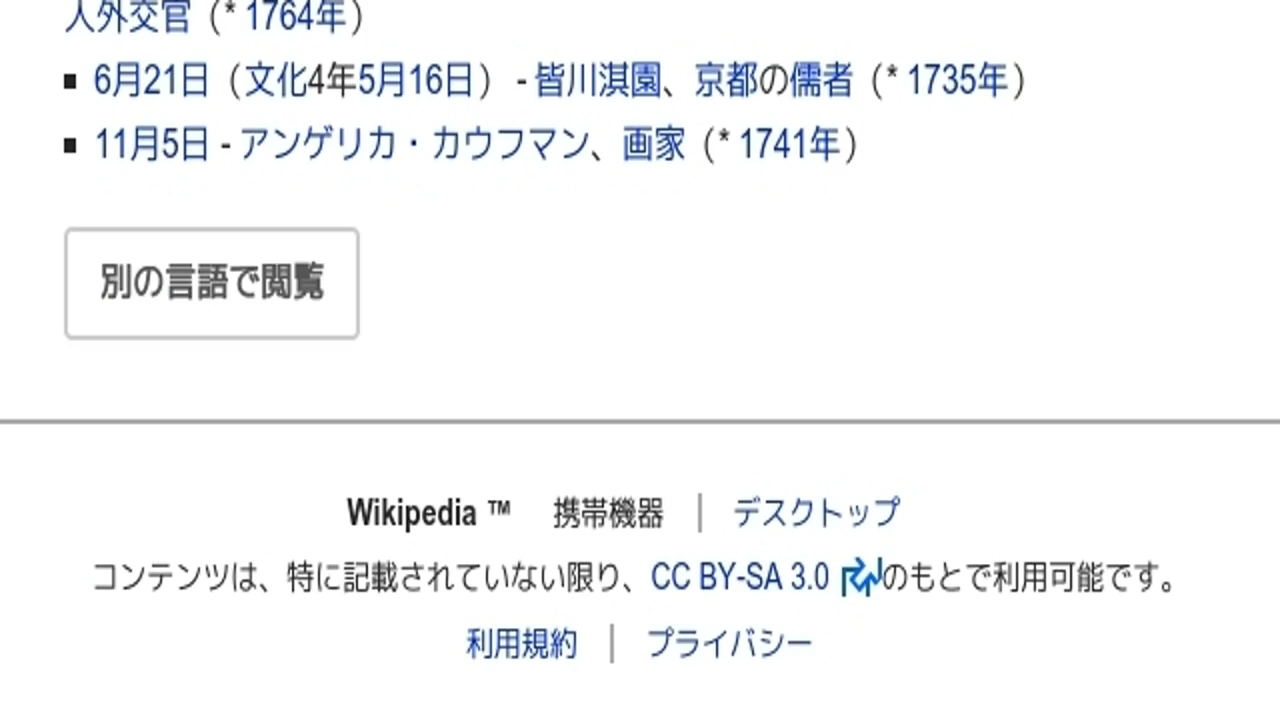 人外交官（* 1764年）
6月21日（文化4年5月16日） - 皆川淇園、京都の儒者（* 1735年）
11月5日 - アンゲリカ・カウフマン、画家（* 1741年）
別の言語で閲覧
Wikipedia ™ 携帯機器 | デスクトップ
コンテンツは、特に記載されていない限り、CC BY-SA 3.0 のもとで利用可能です。
利用規約 | プライバシー